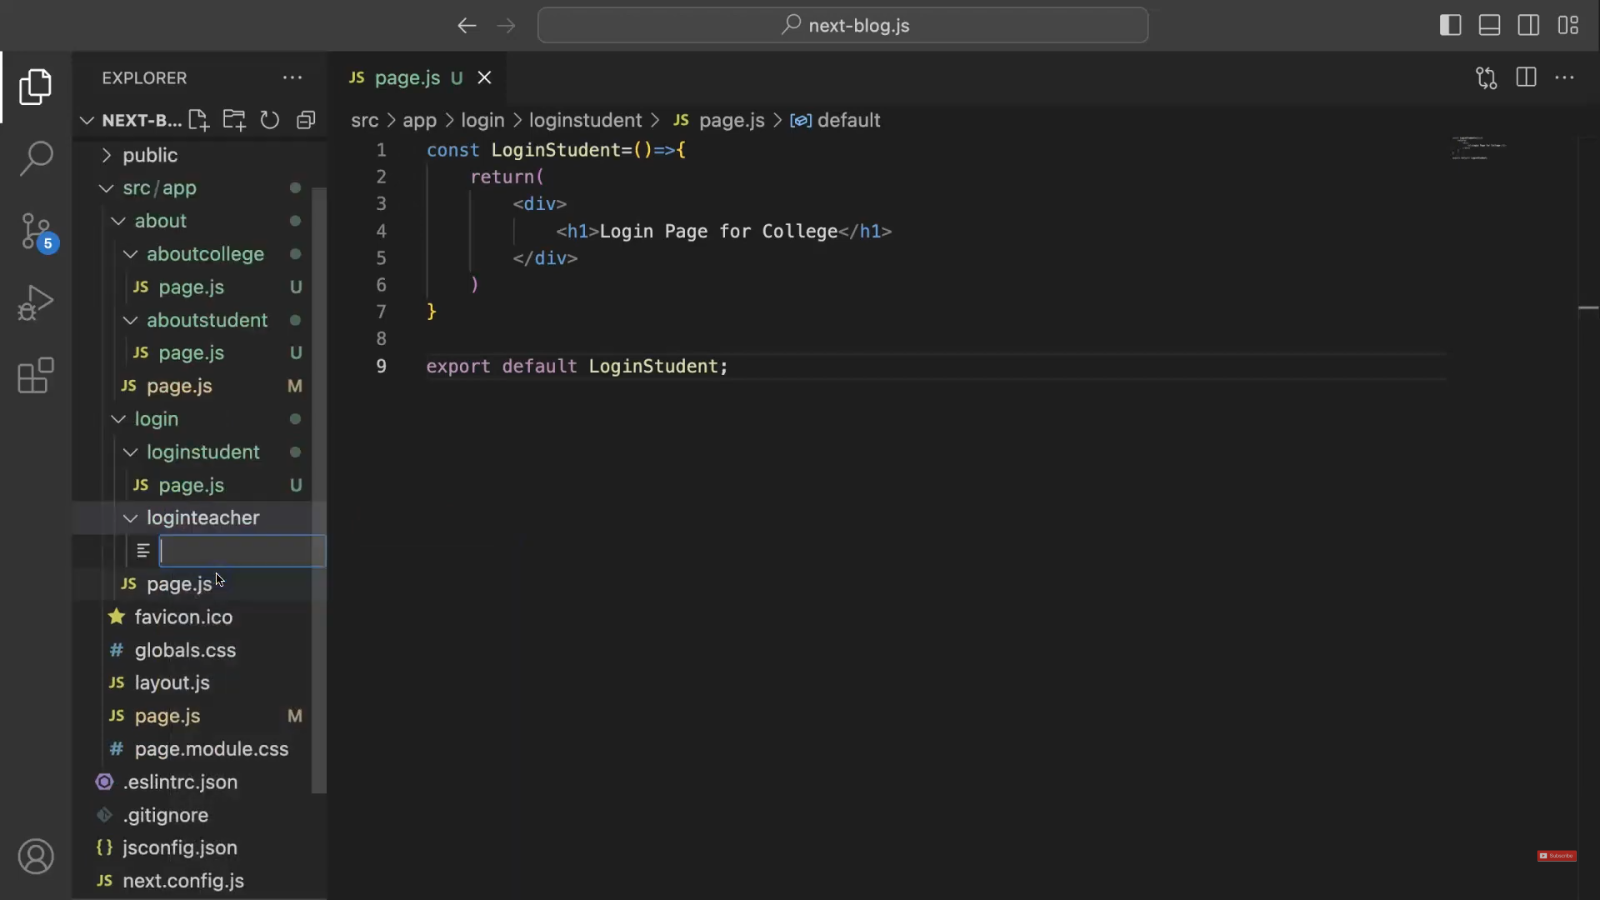 next-blog.js
EXPLORER
JS page.js U
NEXT-B...
src > app > login > loginstudent > JS page.js > default
public
src/app
about
aboutcollege
JS page.js U
aboutstudent
JS page.js U
JS page.js M
login
loginstudent
JS page.js U
loginteacher
JS page.js
favicon.ico
# globals.css
JS layout.js
JS page.js M
# page.module.css
.eslintrc.json
.gitignore
{} jsconfig.json
JS next.config.js
5
1 const LoginStudent=()=>{
2 return(
3 <div>
4 <h1>Login Page for College</h1>
5 </div>
6 )
7 }
8
9 export default LoginStudent;
Subscribe